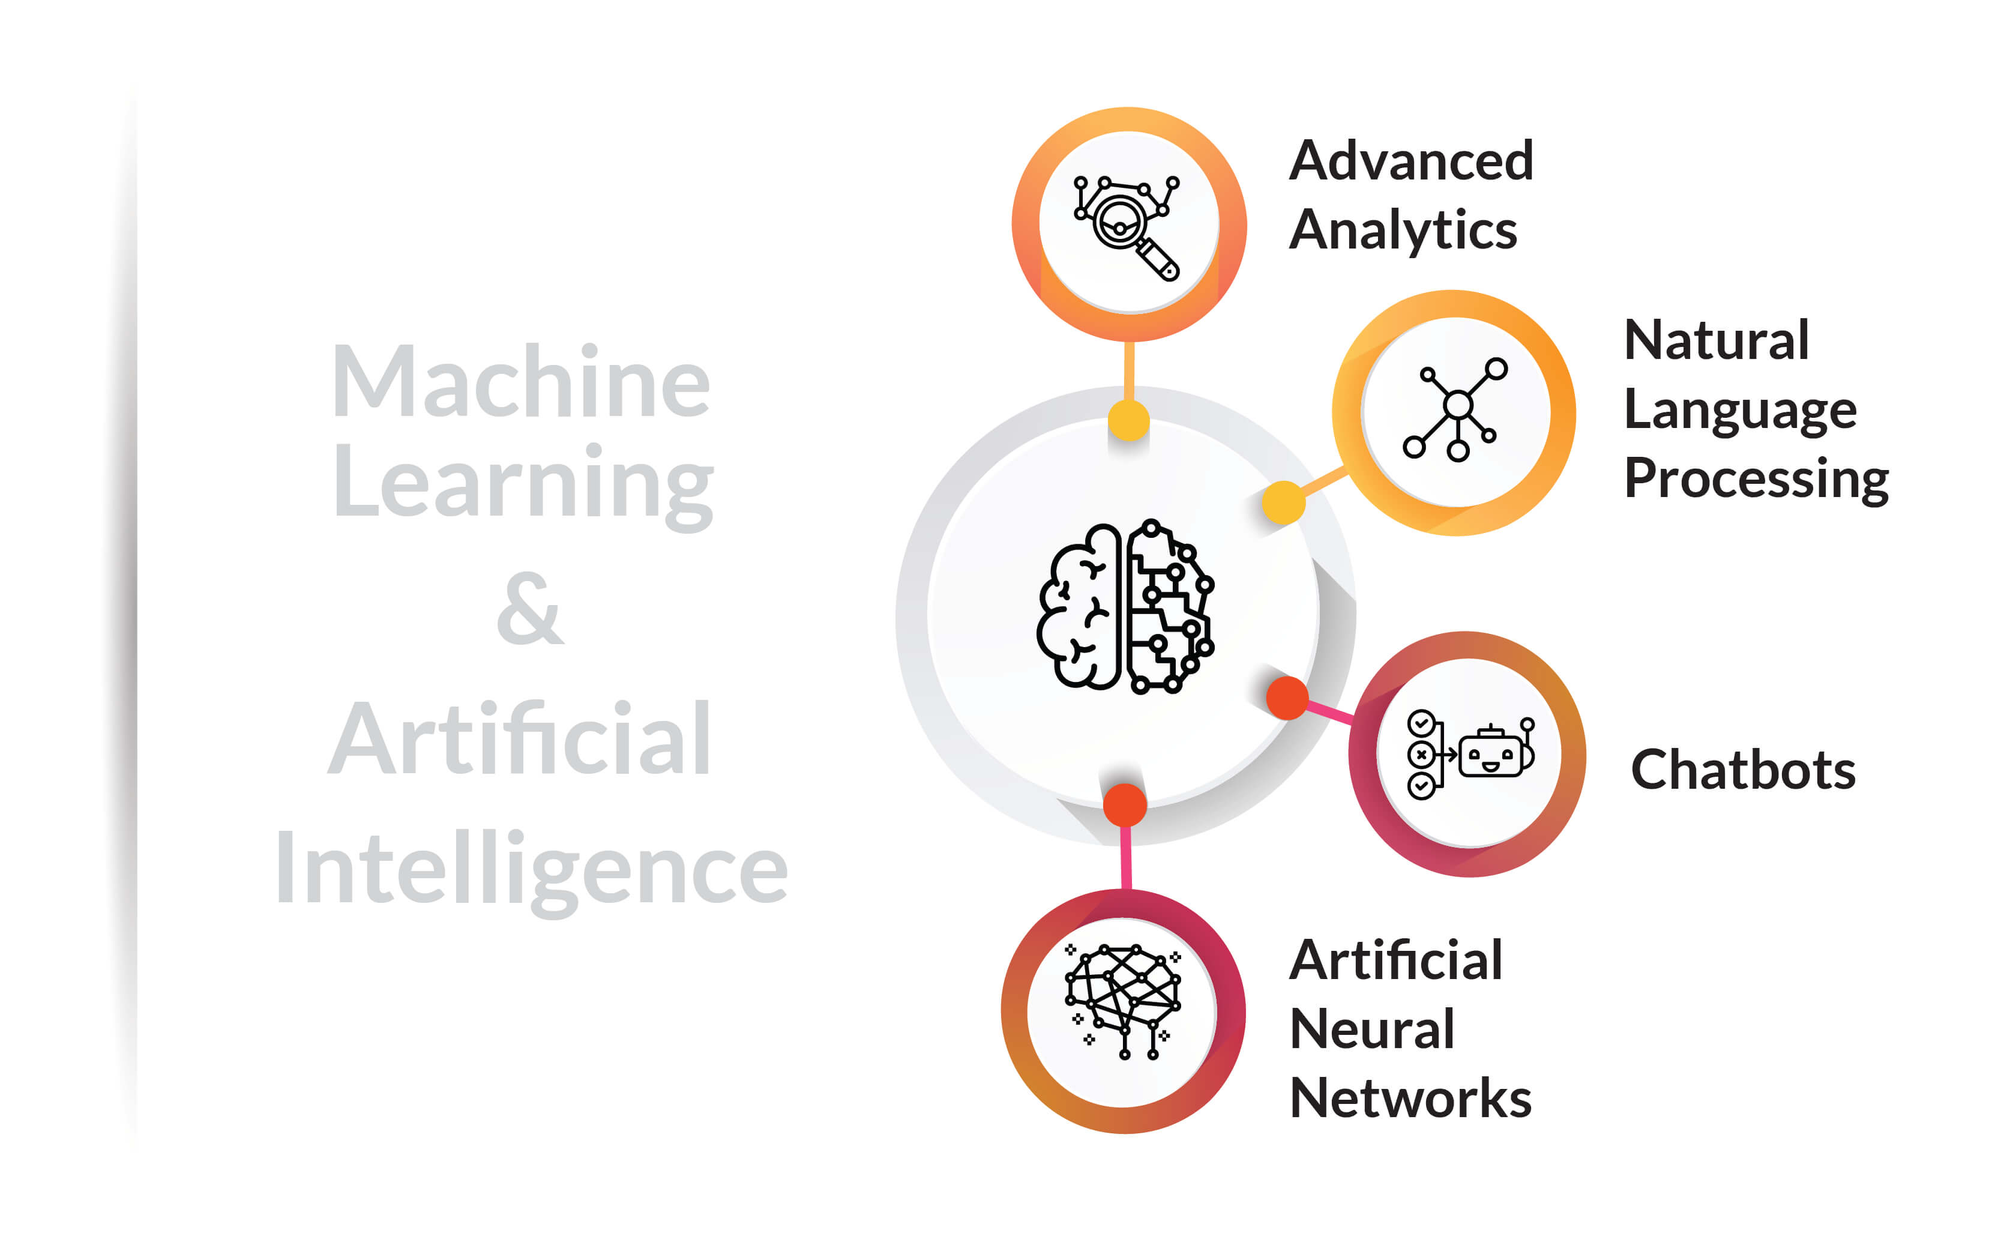 Machine
Learning
&
Artificial
Intelligence
Advanced
Analytics
Natural
Language
Processing
Chatbots
Artificial
Neural
Networks